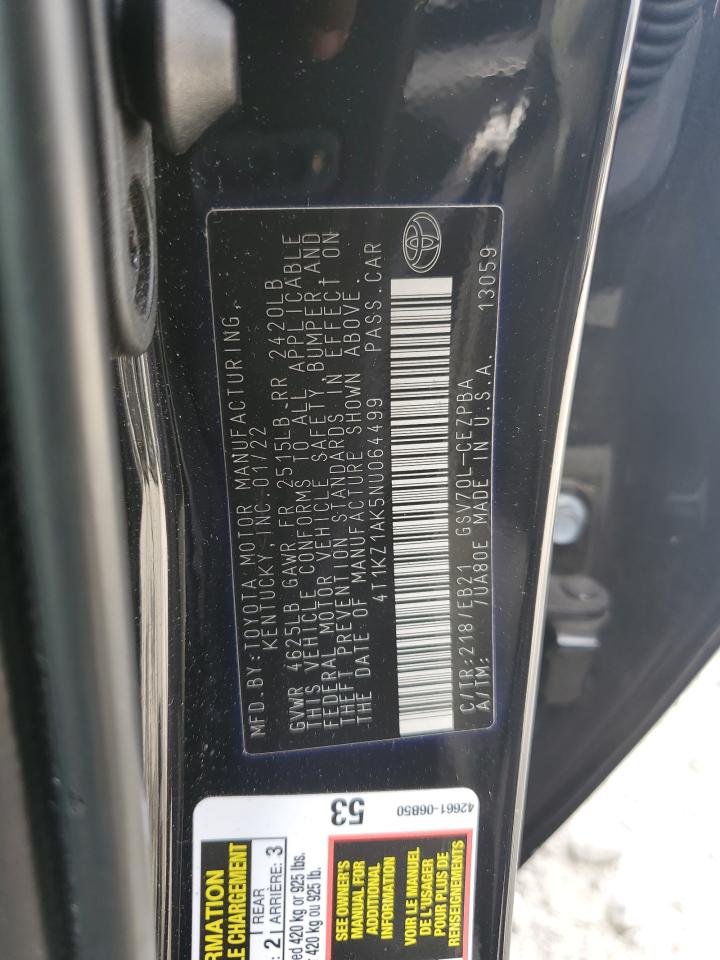 MFD.BY:TOYOTA MOTOR MANUFACTURING,
KENTUCKY, INC.01/22
GVWR 4625LB GAWR FR 2515LB RR 2420LB
THIS VEHICLE CONFORMS TO ALL APPLICABLE
FEDERAL MOTOR VEHICLE SAFETY, BUMPER, AND
THEFT PREVENTION STANDARDS IN EFFECT ON
THE DATE OF MANUFACTURE SHOWN ABOVE.
4T1KZ1AK5NU064499 PASS.CAR
C/TR:218/EB21 GSV70L-CEZPBA
A/TM: /UA80E MADE IN U.S.A. 13059
RMATION
LE CHARGEMENT
: 2
REAR
ARRIÈRE: 3
ed 420 kg or 925 lbs.
r 420 kg ou 925 lb.
53
42661-06B50
SEE OWNER'S
MANUAL FOR
ADDITIONAL
INFORMATION
VOIR LE MANUEL
DE L'USAGER
POUR PLUS DE
RENSEIGNEMENTS